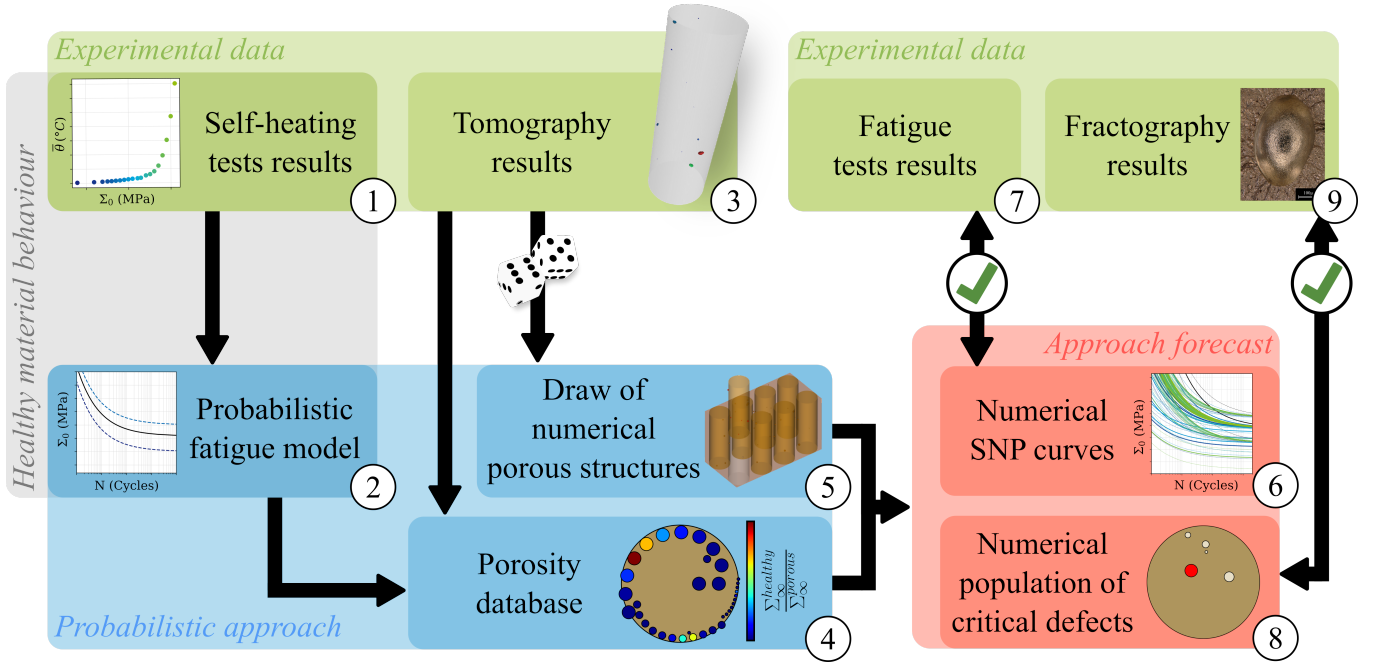 Experimental data
Self-heating
tests results
θ̅ (°C)
Σ₀ (MPa)
1
Tomography
results
3
Experimental data
Fatigue
tests results
7
Fractography
results
9
Healthy material behaviour
Probabilistic
fatigue model
Σ₀ (MPa)
N (Cycles)
2
Draw of
numerical
porous structures
5
Porosity
database
Σ∞^healthy
Σ∞^porous
4
Probabilistic approach
Approach forecast
Numerical
SNP curves
Σ₀ (MPa)
N (Cycles)
6
Numerical
population of
critical defects
8